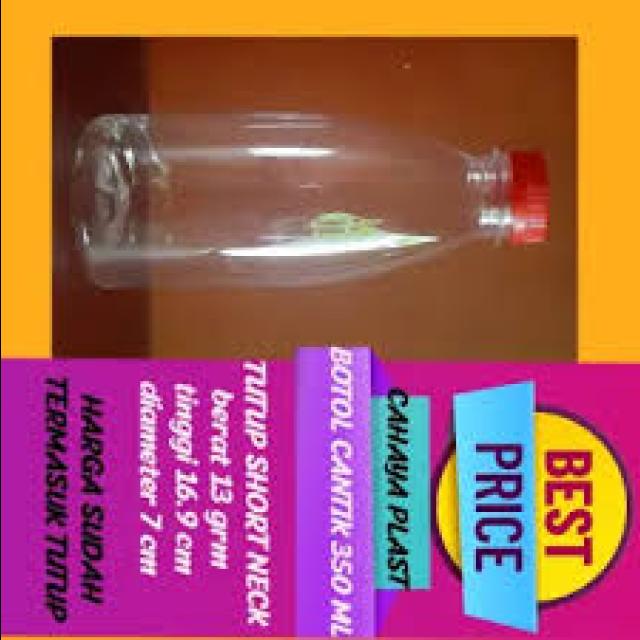 BEST
PRICE
CAHAYA PLAST
BOTOL CANTIK 350 ML
TUTUP SHORT NECK
berat 13 grm
tinggi 16.9 cm
diameter 7 cm
HARGA SUDAH
TERMASUK TUTUP